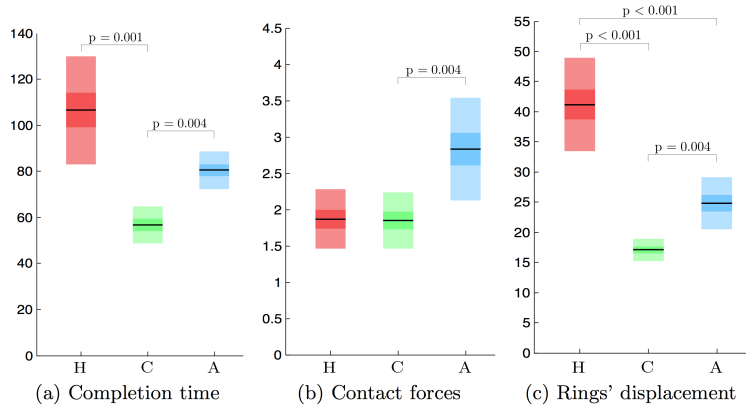 p < 0.001
p = 0.001
p = 0.004
p < 0.001
p = 0.004
p = 0.004
140
120
100
80
60
40
20
0
H C A
4.5
4
3.5
3
2.5
2
1.5
1
0.5
0
H C A
55
50
45
40
35
30
25
20
15
10
5
0
H C A
(a) Completion time
(b) Contact forces
(c) Rings' displacement